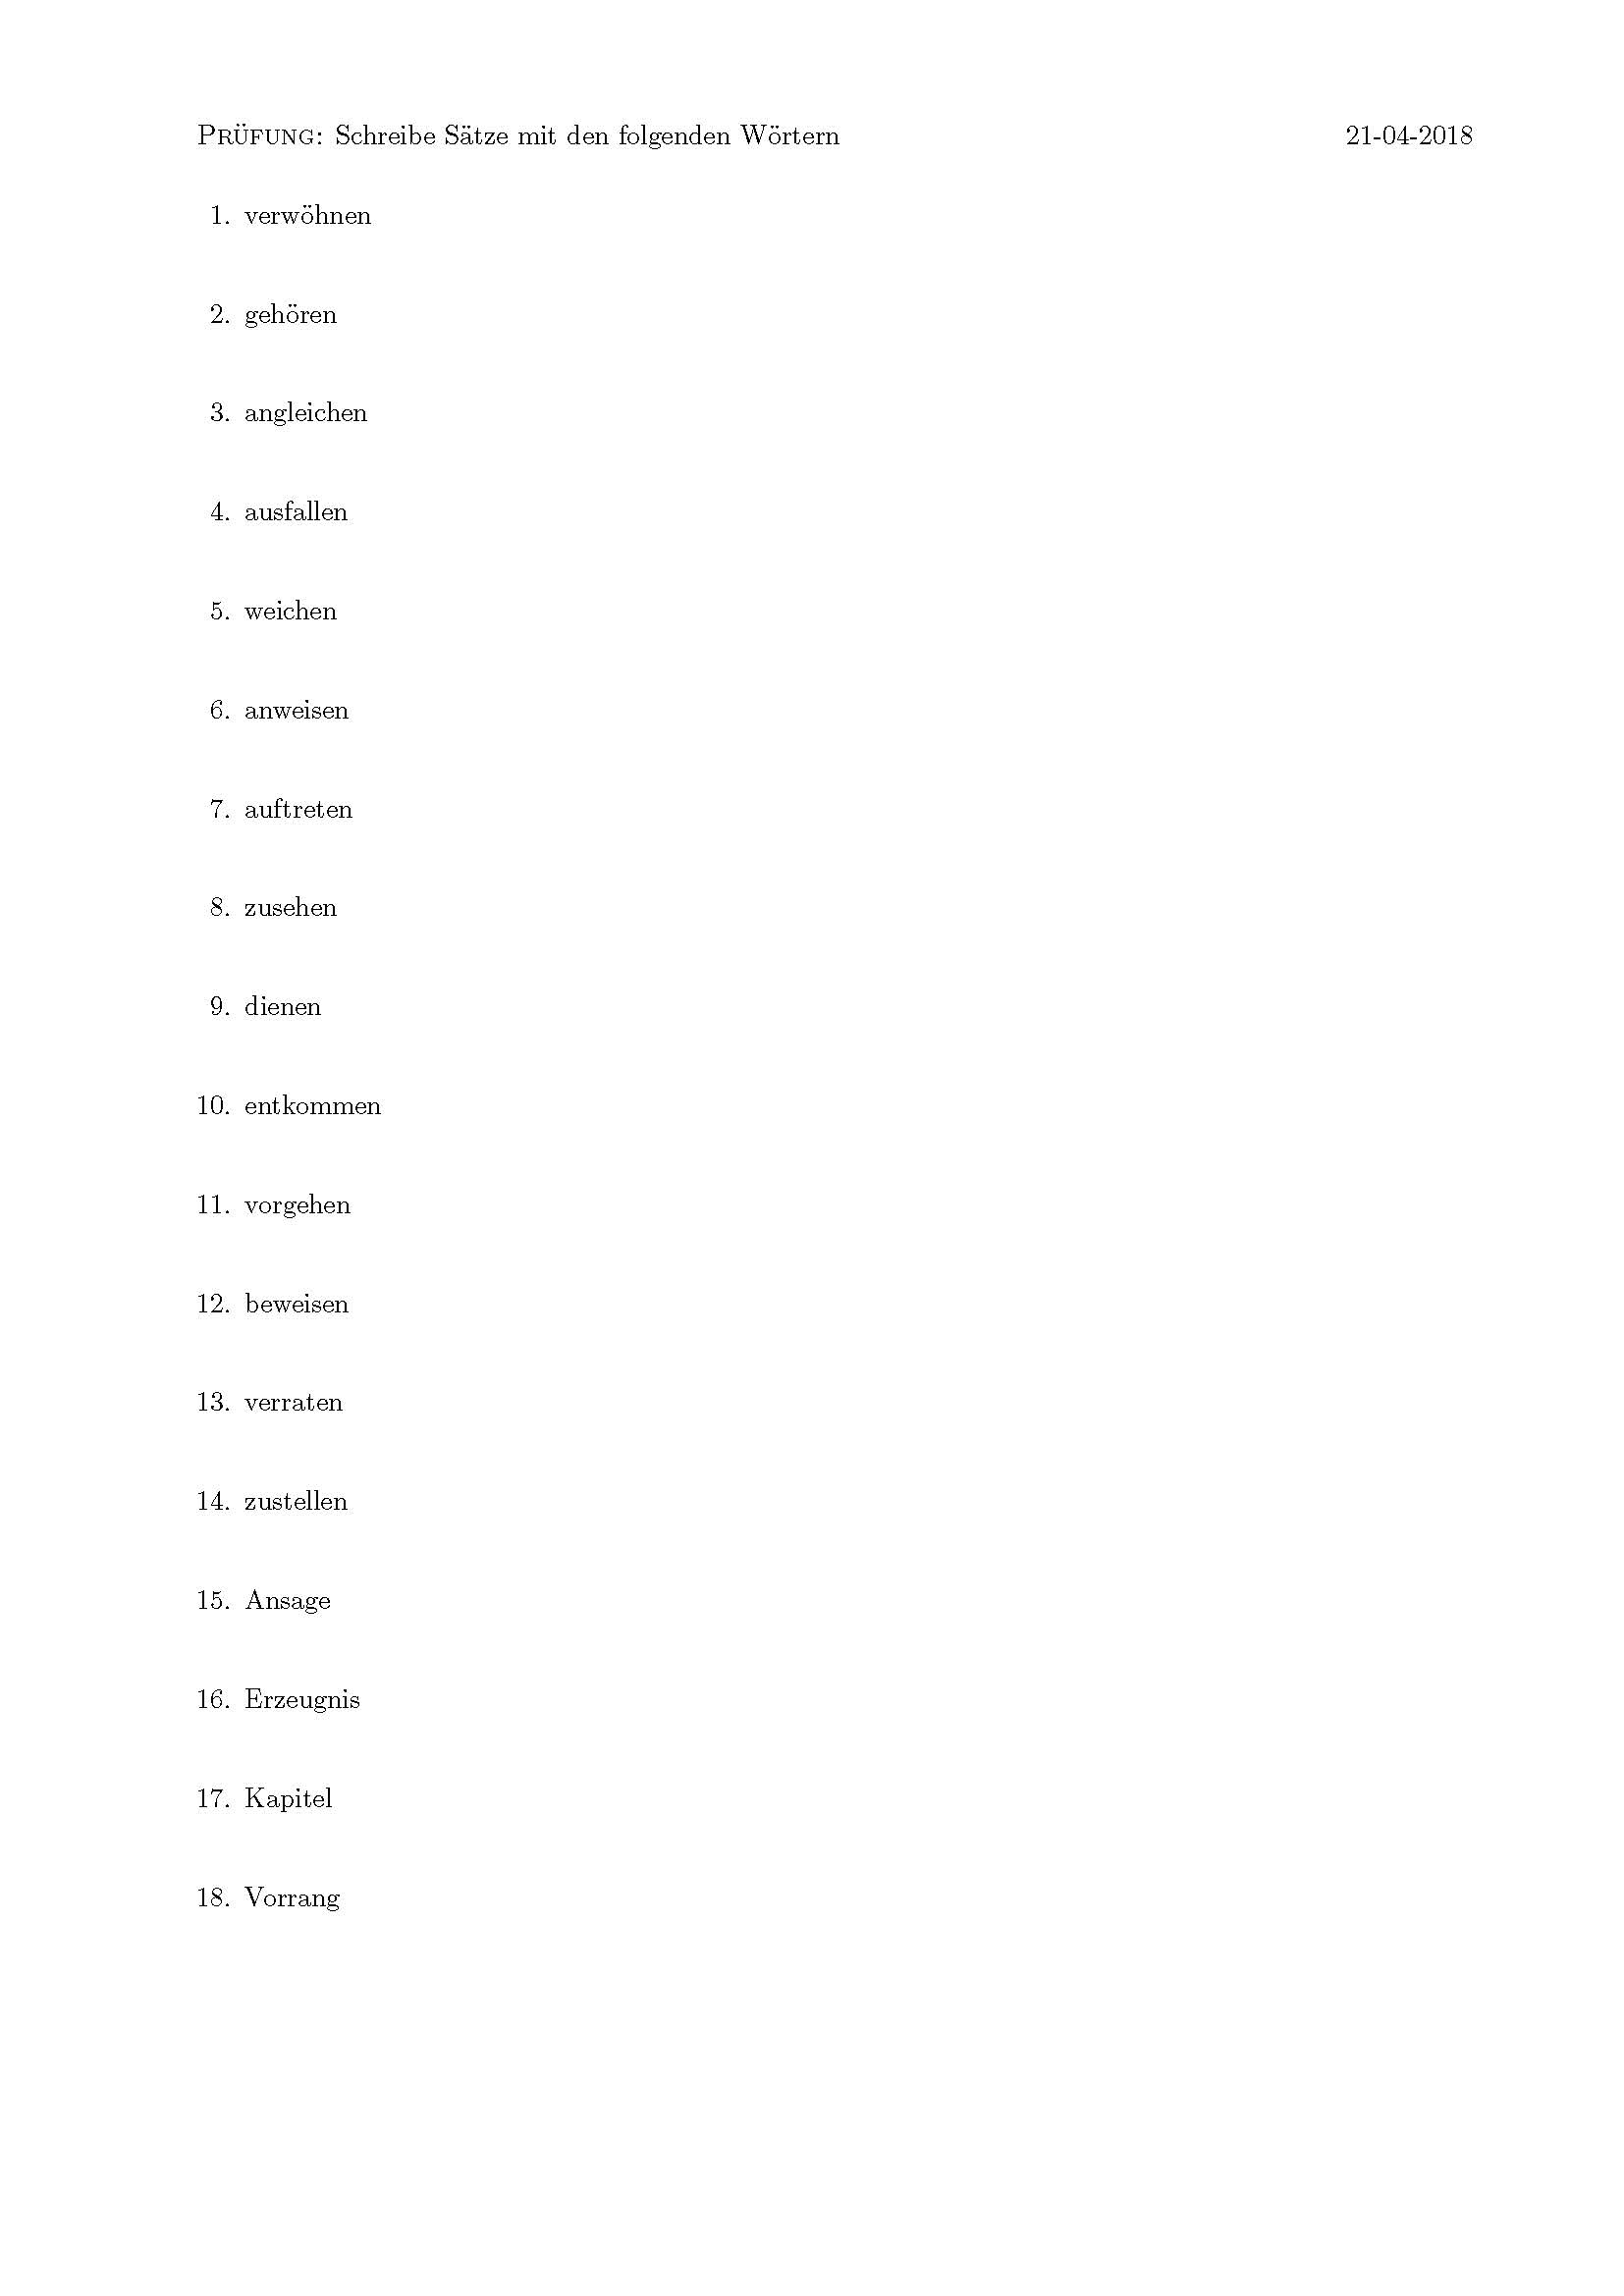 PRÜFUNG: Schreibe Sätze mit den folgenden Wörtern 21-04-2018
1. verwöhnen
2. gehören
3. angleichen
4. ausfallen
5. weichen
6. anweisen
7. auftreten
8. zusehen
9. dienen
10. entkommen
11. vorgehen
12. beweisen
13. verraten
14. zustellen
15. Ansage
16. Erzeugnis
17. Kapitel
18. Vorrang